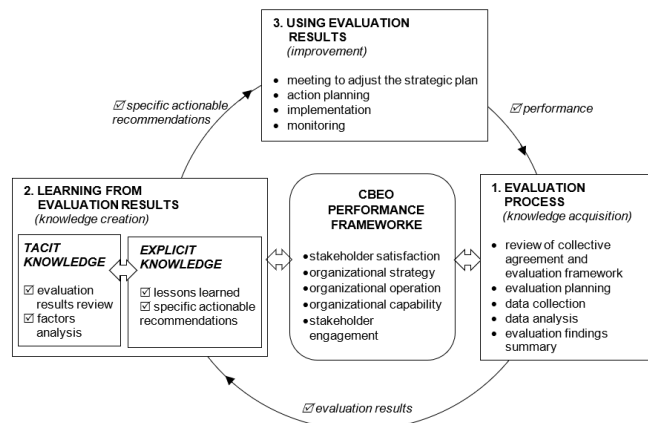 3. USING EVALUATION
RESULTS
(improvement)
• meeting to adjust the strategic plan
• action planning
• implementation
• monitoring
☑ specific actionable
recommendations
☑ performance
2. LEARNING FROM
EVALUATION RESULTS
(knowledge creation)
TACIT
KNOWLEDGE
☑ evaluation
results review
☑ factors
analysis
EXPLICIT
KNOWLEDGE
☑ lessons learned
☑ specific actionable
recommendations
CBEO
PERFORMANCE
FRAMEWORKE
•stakeholder satisfaction
•organizational strategy
•organizational operation
•organizational capability
•stakeholder
engagement
1. EVALUATION
PROCESS
(knowledge acquisition)
• review of collective
agreement and
evaluation framework
• evaluation planning
• data collection
• data analysis
• evaluation findings
summary
☑ evaluation results